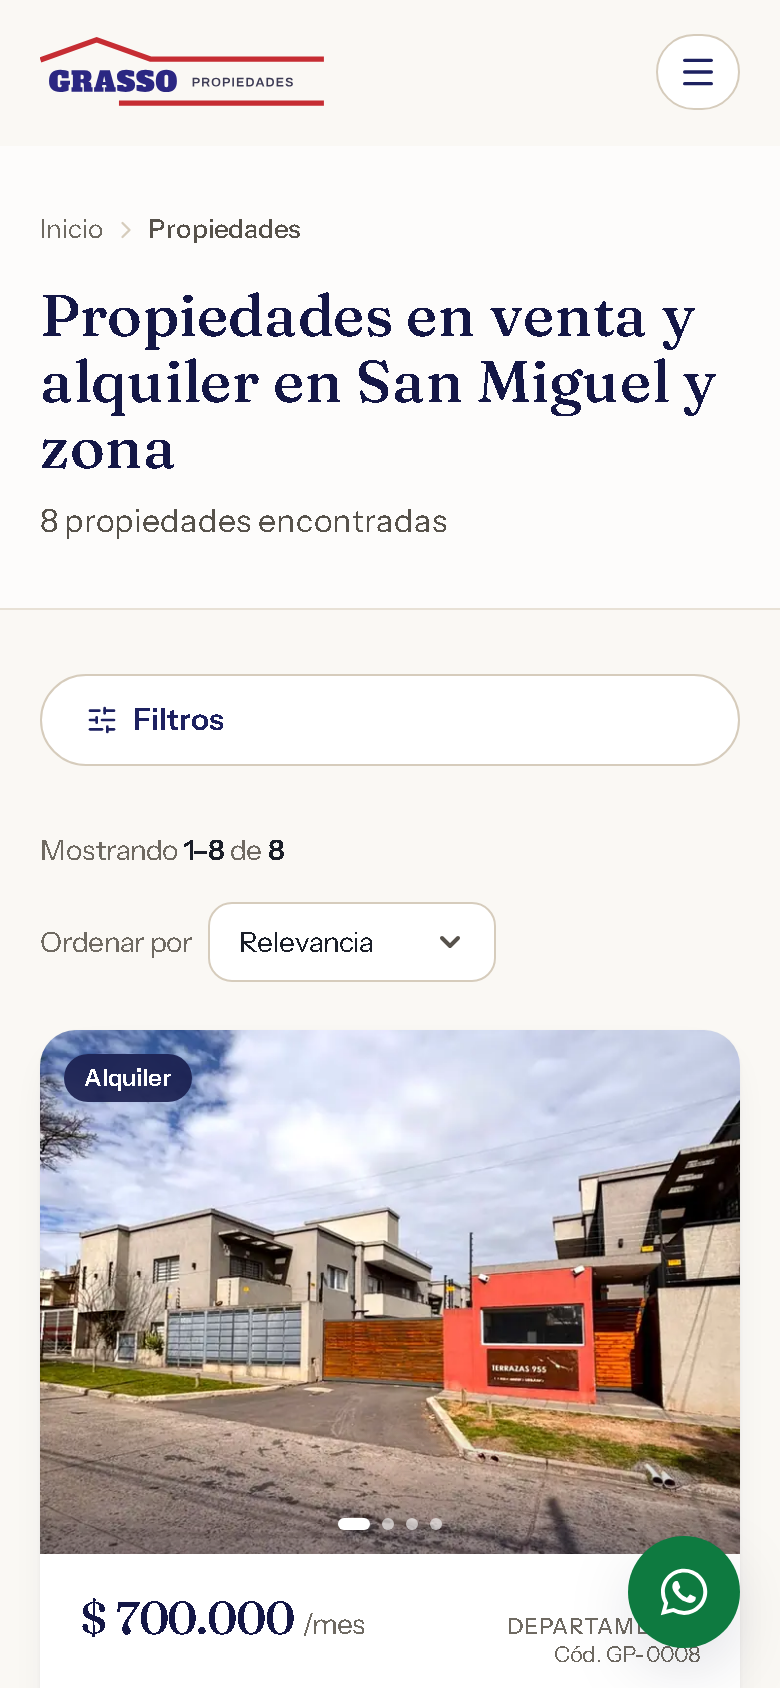 GRASSO PROPIEDADES
Inicio > Propiedades
Propiedades en venta y
alquiler en San Miguel y
zona
8 propiedades encontradas
Filtros
Mostrando 1–8 de 8
Ordenar por Relevancia
Alquiler
TERRAZAS 955
$ 700.000 /mes
Cód. GP-0008